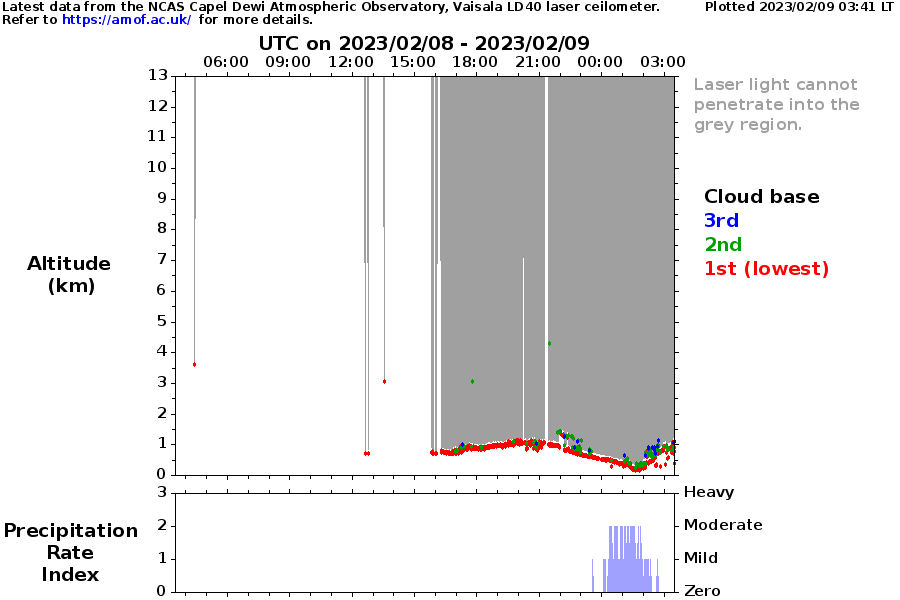 Latest data from the NCAS Capel Dewi Atmospheric Observatory, Vaisala LD40 laser ceilometer. Plotted 2023/02/09 03:41 LT
Refer to https://amof.ac.uk/ for more details.
UTC on 2023/02/08 - 2023/02/09
06:00 09:00 12:00 15:00 18:00 21:00 00:00 03:00
13
12
11
10
9
8
7
6
5
4
3
2
1
0
Altitude
(km)
Laser light cannot
penetrate into the
grey region.
Cloud base
3rd
2nd
1st (lowest)
3 Heavy
2 Moderate
1 Mild
0 Zero
Precipitation
Rate
Index